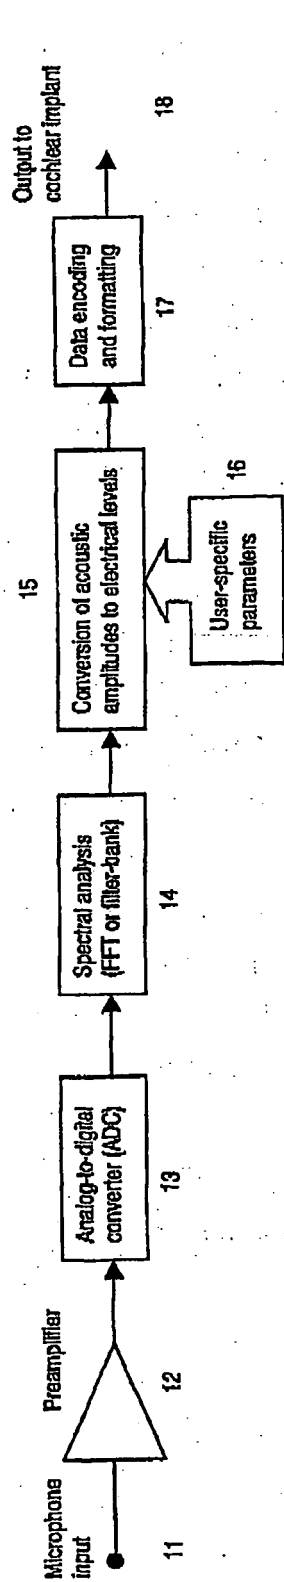 Microphone
input
11
Preamplifier
12
Analog-to-digital
converter (ADC)
13
Spectral analysis
(FFT or filter-bank)
14
15
Conversion of acoustic
amplitudes to electrical levels
User-specific
parameters
16
Data encoding
and formatting
17
Output to
cochlear implant
18